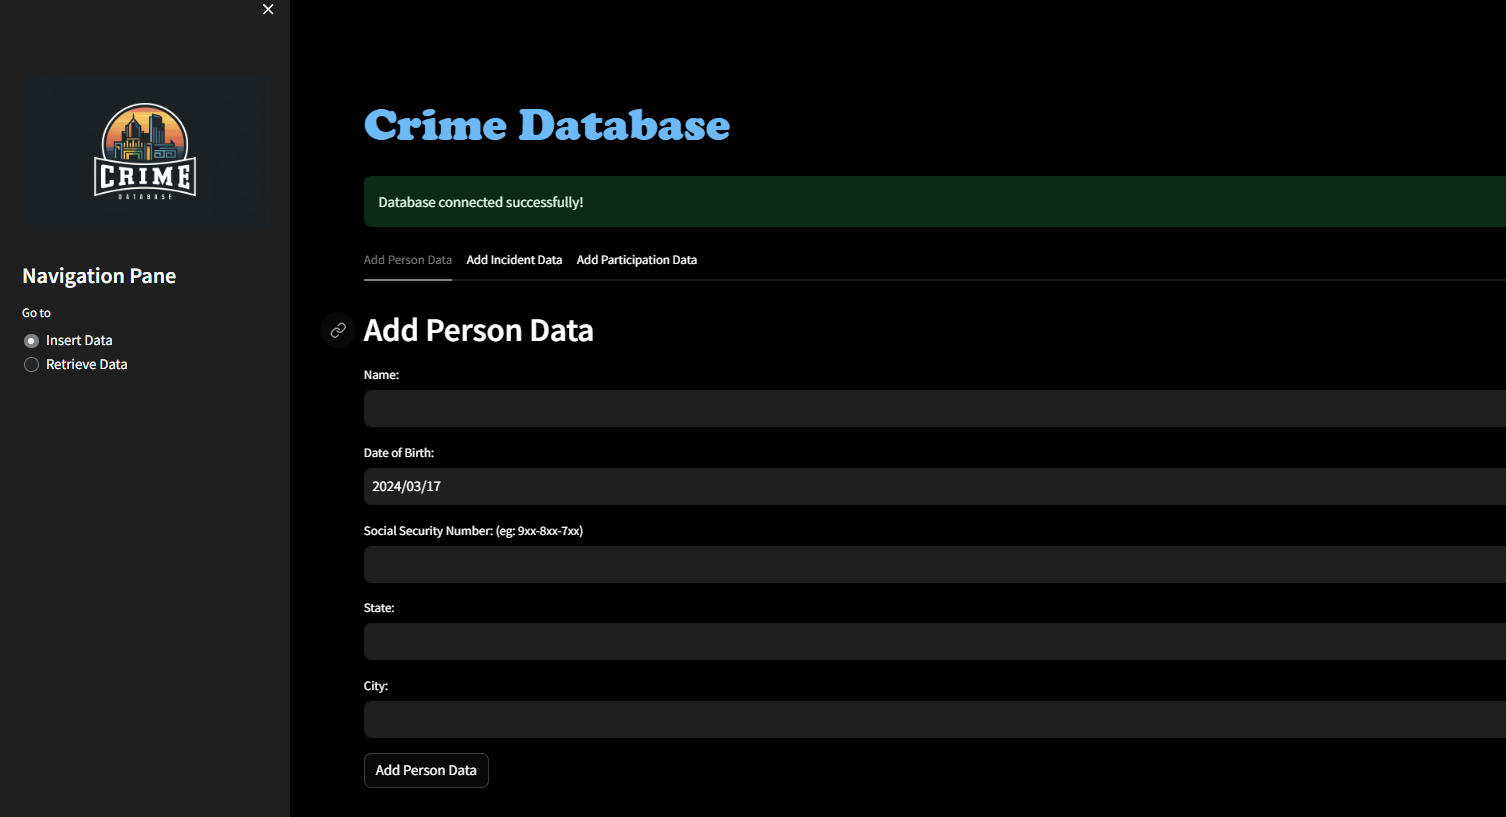 CRIME
DATABASE
Navigation Pane
Go to
Insert Data
Retrieve Data
Crime Database
Database connected successfully!
Add Person Data Add Incident Data Add Participation Data
Add Person Data
Name:
Date of Birth:
2024/03/17
Social Security Number: (eg: 9xx-8xx-7xx)
State:
City:
Add Person Data